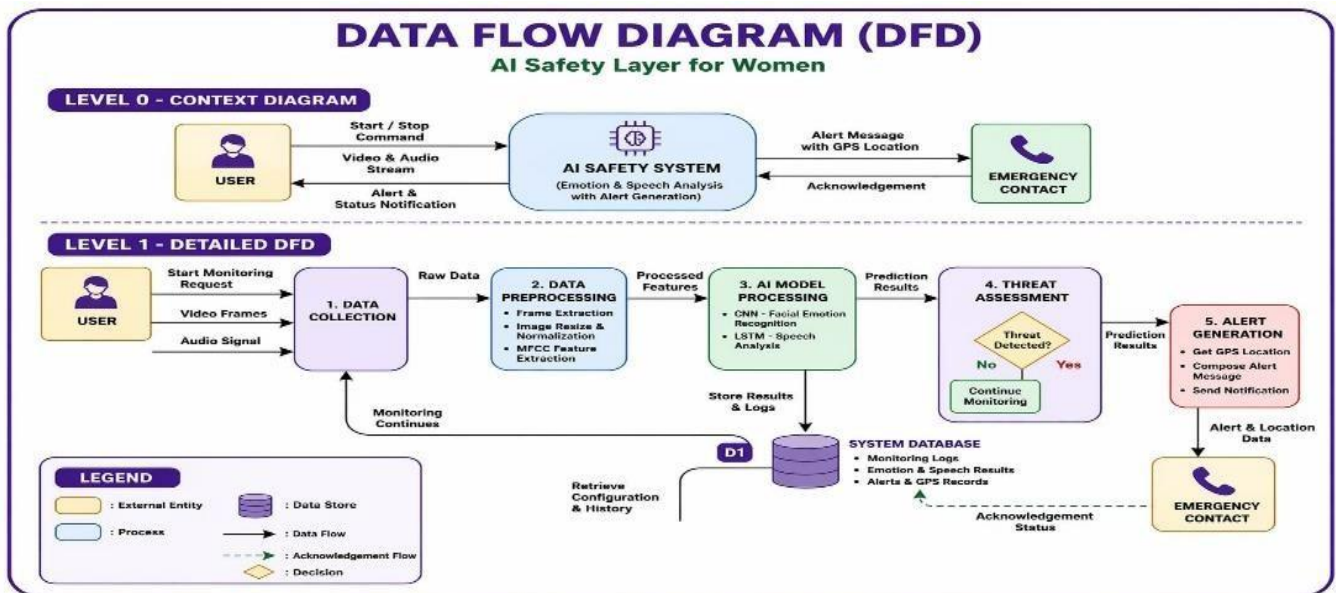 DATA FLOW DIAGRAM (DFD)
AI Safety Layer for Women
LEVEL 0 - CONTEXT DIAGRAM
USER
Start / Stop
Command
Video & Audio
Stream
Alert &
Status Notification
AI SAFETY SYSTEM
(Emotion & Speech Analysis
with Alert Generation)
Alert Message
with GPS Location
Acknowledgement
EMERGENCY
CONTACT
LEVEL 1 - DETAILED DFD
USER
Start Monitoring
Request
Video Frames
Audio Signal
1. DATA
COLLECTION
Raw Data
2. DATA
PREPROCESSING
• Frame Extraction
• Image Resize &
Normalization
• MFCC Feature
Extraction
Processed
Features
3. AI MODEL
PROCESSING
• CNN - Facial Emotion
Recognition
• LSTM - Speech
Analysis
Prediction
Results
4. THREAT
ASSESSMENT
Threat
Detected?
No
Yes
Continue
Monitoring
Prediction
Results
5. ALERT
GENERATION
• Get GPS Location
• Compose Alert
Message
• Send Notification
Store Results
& Logs
Monitoring
Continues
D1
SYSTEM DATABASE
• Monitoring Logs
• Emotion & Speech Results
• Alerts & GPS Records
Retrieve
Configuration
& History
Alert & Location
Data
EMERGENCY
CONTACT
Acknowledgement
Status
LEGEND
: External Entity
: Process
: Data Store
: Data Flow
: Acknowledgement Flow
: Decision